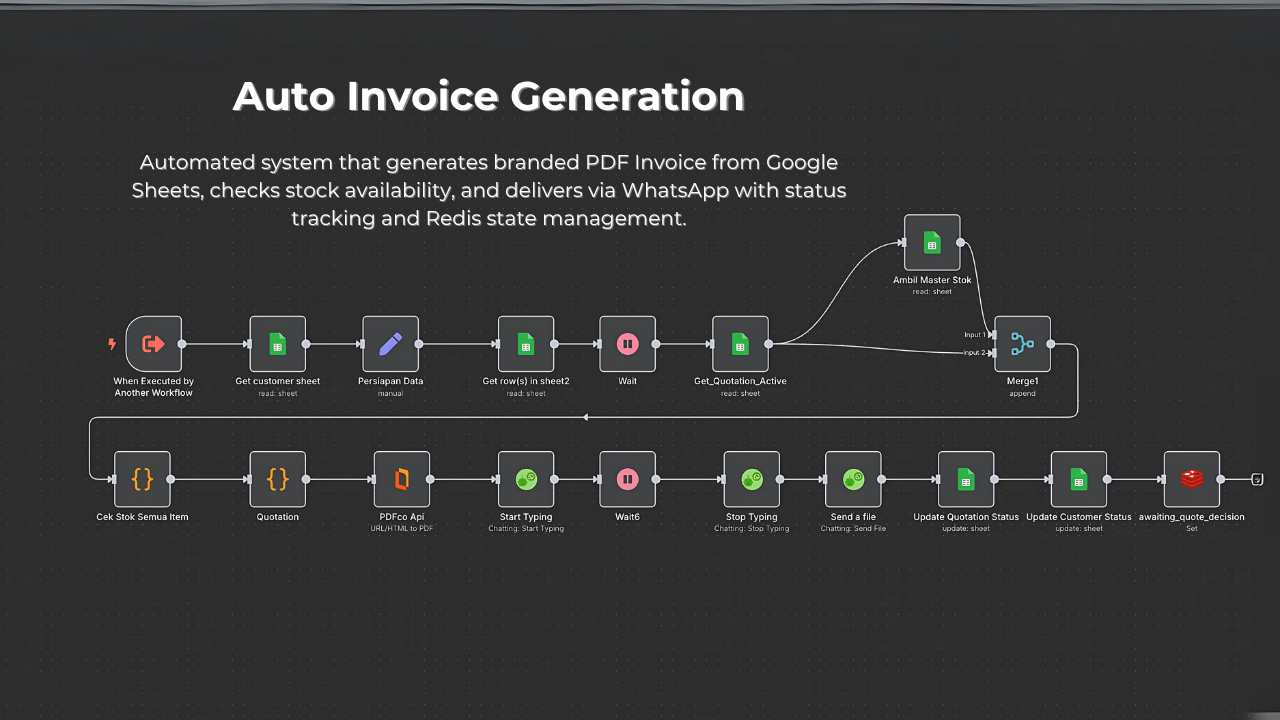 Auto Invoice Generation
Automated system that generates branded PDF Invoice from Google
Sheets, checks stock availability, and delivers via WhatsApp with status
tracking and Redis state management.
Ambil Master Stok
read: sheet
Input 1
Input 2
When Executed by
Another Workflow
Get customer sheet
read: sheet
Persiapan Data
manual
Get row(s) in sheet2
read: sheet
Wait
Get_Quotation_Active
read: sheet
Merge1
append
{}
Cek Stok Semua Item
{}
Quotation
PDFco Api
URL/HTML to PDF
Start Typing
Chatting: Start Typing
Wait6
Stop Typing
Chatting: Stop Typing
Send a file
Chatting: Send File
Update Quotation Status
update: sheet
Update Customer Status
update: sheet
awaiting_quote_decision
Set